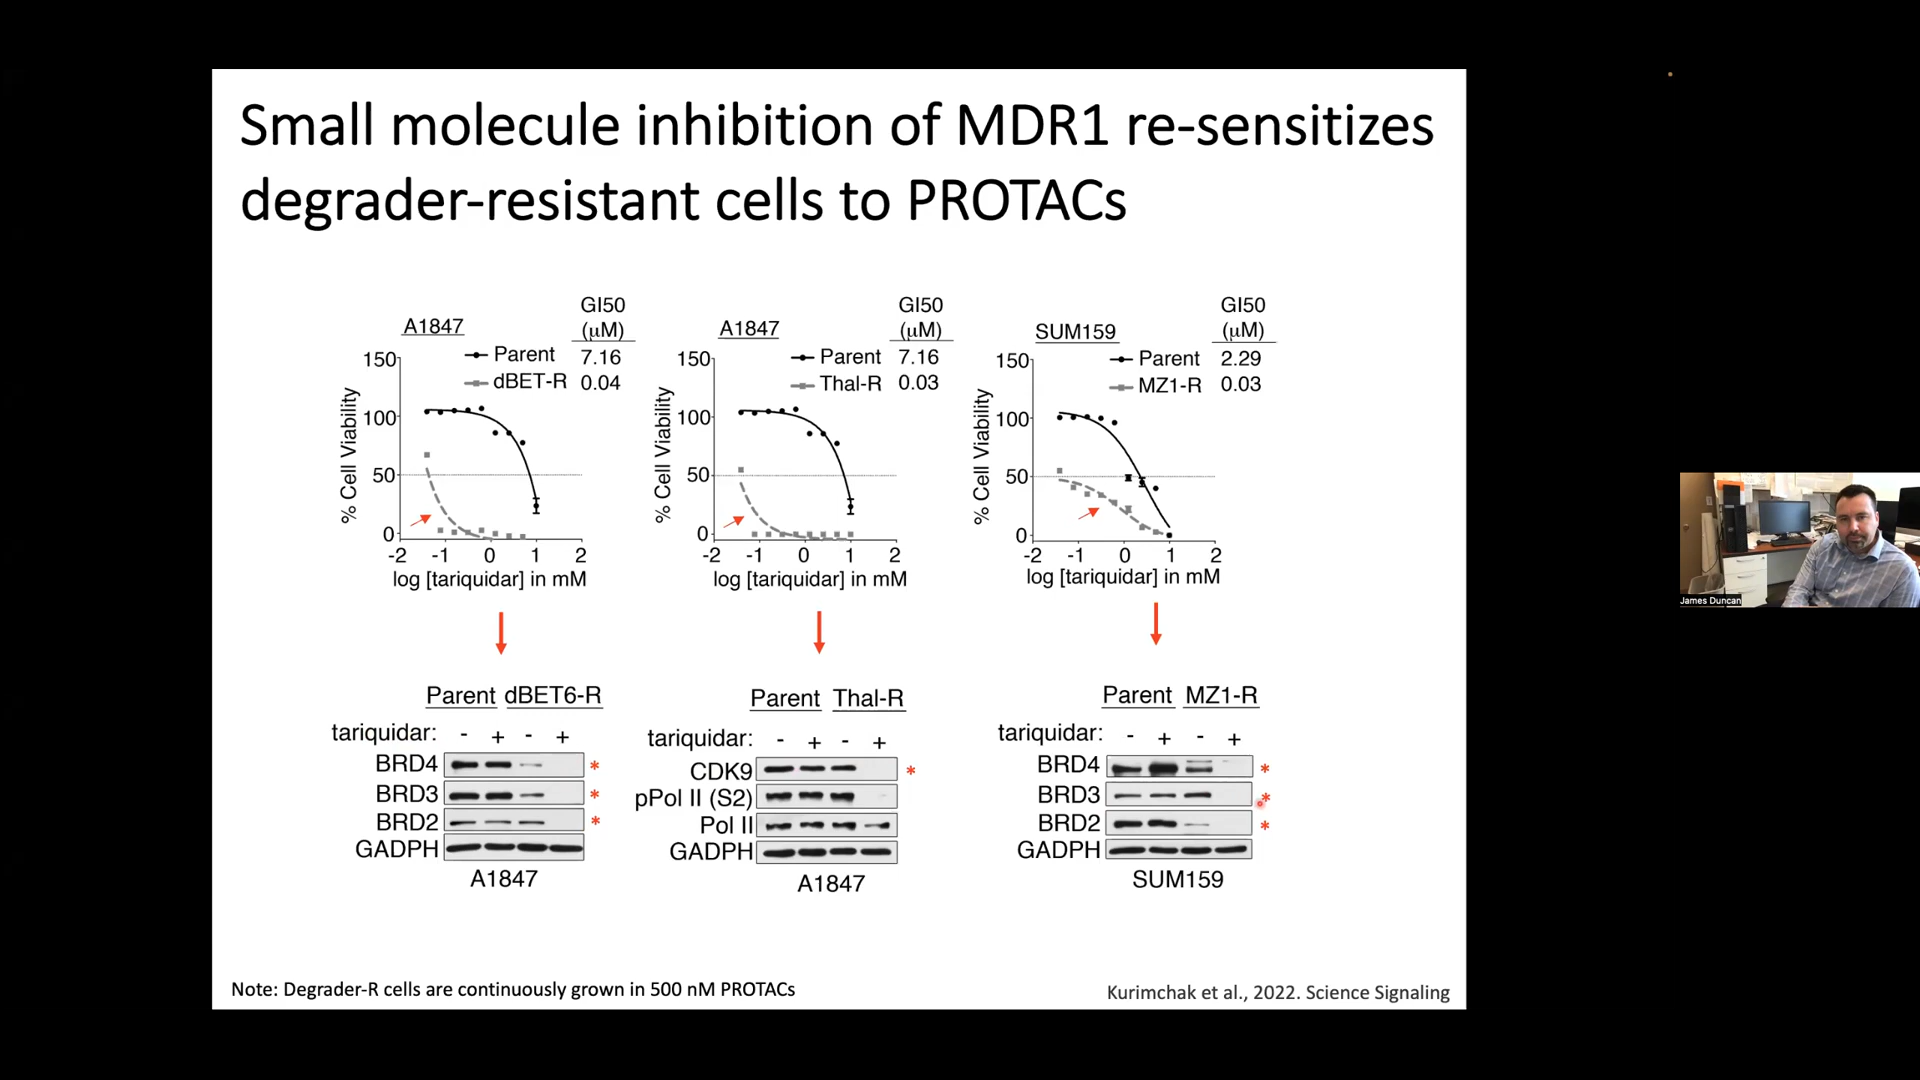 Small molecule inhibition of MDR1 re-sensitizes
degrader-resistant cells to PROTACs
A1847
GI50
(µM)
Parent 7.16
dBET-R 0.04
% Cell Viability
150
100
50
0
-2 -1 0 1 2
log [tariquidar] in mM
A1847
GI50
(µM)
Parent 7.16
Thal-R 0.03
% Cell Viability
150
100
50
0
-2 -1 0 1 2
log [tariquidar] in mM
SUM159
GI50
(µM)
Parent 2.29
MZ1-R 0.03
% Cell Viability
150
100
50
0
-2 -1 0 1 2
log [tariquidar] in mM
Parent dBET6-R
tariquidar: - + - +
BRD4 *
BRD3 *
BRD2 *
GADPH
A1847
Parent Thal-R
tariquidar: - + - +
CDK9 *
pPol II (S2)
Pol II
GADPH
A1847
Parent MZ1-R
tariquidar: - + - +
BRD4 *
BRD3 *
BRD2 *
GADPH
SUM159
Note: Degrader-R cells are continuously grown in 500 nM PROTACs
Kurimchak et al., 2022. Science Signaling
James Duncan